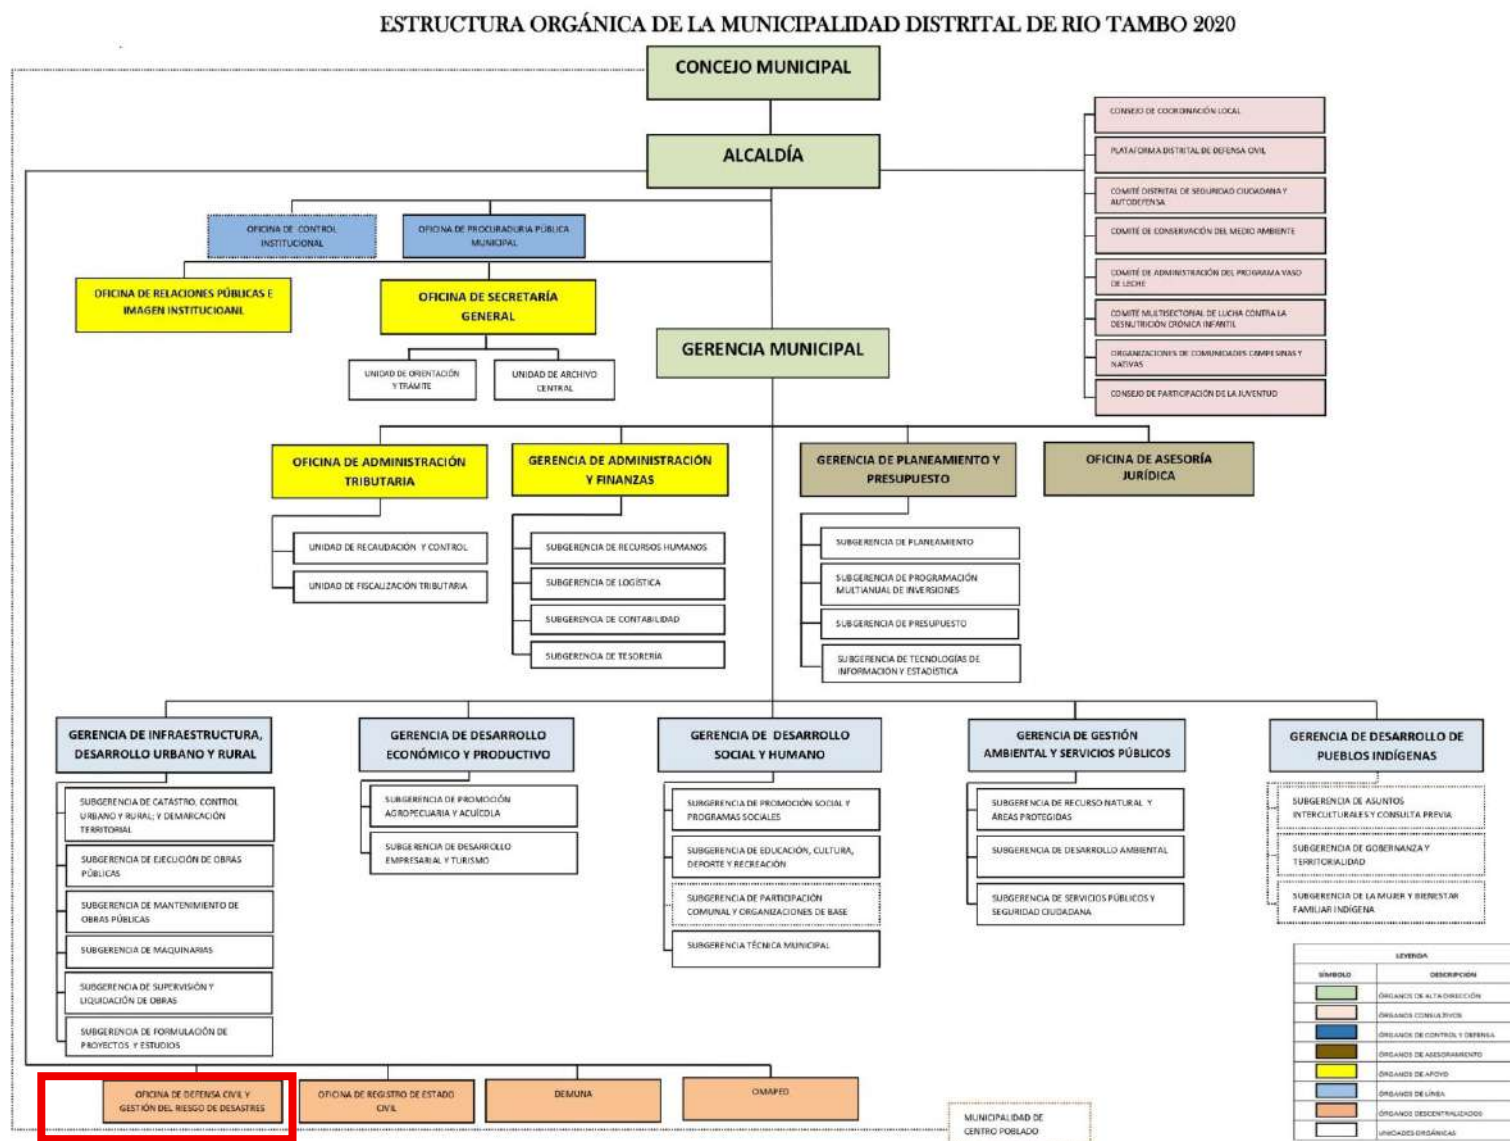 ESTRUCTURA ORGÁNICA DE LA MUNICIPALIDAD DISTRITAL DE RIO TAMBO 2020
CONCEJO MUNICIPAL
ALCALDÍA
CONSEJO DE COORDINACIÓN LOCAL
PLATAFORMA DISTRITAL DE DEFENSA CIVIL
COMITÉ DISTRITAL DE SEGURIDAD CIUDADANA Y
AUTODEFENSA
COMITÉ DE CONSERVACIÓN DEL MEDIO AMBIENTE
COMITÉ DE ADMINISTRACIÓN DEL PROGRAMA VASO
DE LECHE
COMITÉ MULTISECTORIAL DE LUCHA CONTRA LA
DESNUTRICIÓN CRÓNICA INFANTIL
ORGANIZACIONES DE COMUNIDADES CAMPESINAS Y
NATIVAS
CONSEJO DE PARTICIPACIÓN DE LA JUVENTUD
OFICINA DE CONTROL
INSTITUCIONAL
OFICINA DE PROCURADURIA PÚBLICA
MUNICIPAL
OFICINA DE RELACIONES PÚBLICAS E
IMAGEN INSTITUCIOANL
OFICINA DE SECRETARÍA
GENERAL
UNIDAD DE ORIENTACIÓN
Y TRÁMITE
UNIDAD DE ARCHIVO
CENTRAL
GERENCIA MUNICIPAL
OFICINA DE ADMINISTRACIÓN
TRIBUTARIA
UNIDAD DE RECAUDACIÓN Y CONTROL
UNIDAD DE FISCALIZACIÓN TRIBUTARIA
GERENCIA DE ADMINISTRACIÓN
Y FINANZAS
SUBGERENCIA DE RECURSOS HUMANOS
SUBGERENCIA DE LOGÍSTICA
SUBGERENCIA DE CONTABILIDAD
SUBGERENCIA DE TESORERÍA
GERENCIA DE PLANEAMIENTO Y
PRESUPUESTO
SUBGERENCIA DE PLANEAMIENTO
SUBGERENCIA DE PROGRAMACIÓN
MULTIANUAL DE INVERSIONES
SUBGERENCIA DE PRESUPUESTO
SUBGERENCIA DE TECNOLOGÍAS DE
INFORMACIÓN Y ESTADÍSTICA
OFICINA DE ASESORÍA
JURÍDICA
GERENCIA DE INFRAESTRUCTURA,
DESARROLLO URBANO Y RURAL
SUBGERENCIA DE CATÁSTRO, CONTROL
URBANO Y RURAL; Y DEMARCACIÓN
TERRITORIAL
SUBGERENCIA DE EJECUCIÓN DE OBRAS
PÚBLICAS
SUBGERENCIA DE MANTENIMIENTO DE
OBRAS PÚBLICAS
SUBGERENCIA DE MAQUINARIAS
SUBGERENCIA DE SUPERVISIÓN Y
LIQUIDACIÓN DE OBRAS
SUBGERENCIA DE FORMULACIÓN DE
PROYECTOS Y ESTUDIOS
GERENCIA DE DESARROLLO
ECONÓMICO Y PRODUCTIVO
SUBGERENCIA DE PROMOCIÓN
AGROPECUARIA Y ACUÍCOLA
SUBGERENCIA DE DESARROLLO
EMPRESARIAL Y TURISMO
GERENCIA DE DESARROLLO
SOCIAL Y HUMANO
SUBGERENCIA DE PROMOCIÓN SOCIAL Y
PROGRAMAS SOCIALES
SUBGERENCIA DE EDUCACIÓN, CULTURA,
DEPORTE Y RECREACIÓN
SUBGERENCIA DE PARTICIPACIÓN
COMUNAL Y ORGANIZACIONES DE BASE
SUBGERENCIA TÉCNICA MUNICIPAL
GERENCIA DE GESTIÓN
AMBIENTAL Y SERVICIOS PÚBLICOS
SUBGERENCIA DE RECURSO NATURAL Y
ÁREAS PROTEGIDAS
SUBGERENCIA DE DESARROLLO AMBIENTAL
SUBGERENCIA DE SERVICIOS PÚBLICOS Y
SEGURIDAD CIUDADANA
GERENCIA DE DESARROLLO DE
PUEBLOS INDÍGENAS
SUBGERENCIA DE ASUNTOS
INTERCULTURALES Y CONSULTA PREVIA
SUBGERENCIA DE GOBERNANZA Y
TERRITORIALIDAD
SUBGERENCIA DE LA MUJER Y BIENESTAR
FAMILIAR INDÍGENA
OFICINA DE DEFENSA CIVIL Y
GESTIÓN DEL RIESGO DE DESASTRES
OFICINA DE REGISTRO DE ESTADO
CIVIL
DEMUNA
OMAPED
MUNICIPALIDAD DE
CENTRO POBLADO
LEYENDA
SÍMBOLO DESCRIPCIÓN
ÓRGANOS DE ALTA DIRECCIÓN
ÓRGANOS CONSULTIVOS
ÓRGANOS DE CONTROL Y DEFENSA
ÓRGANOS DE ASESORAMIENTO
ÓRGANOS DE APOYO
ÓRGANOS DE LÍNEA
ÓRGANOS DESCENTRALIZADOS
UNIDADES ORGÁNICAS